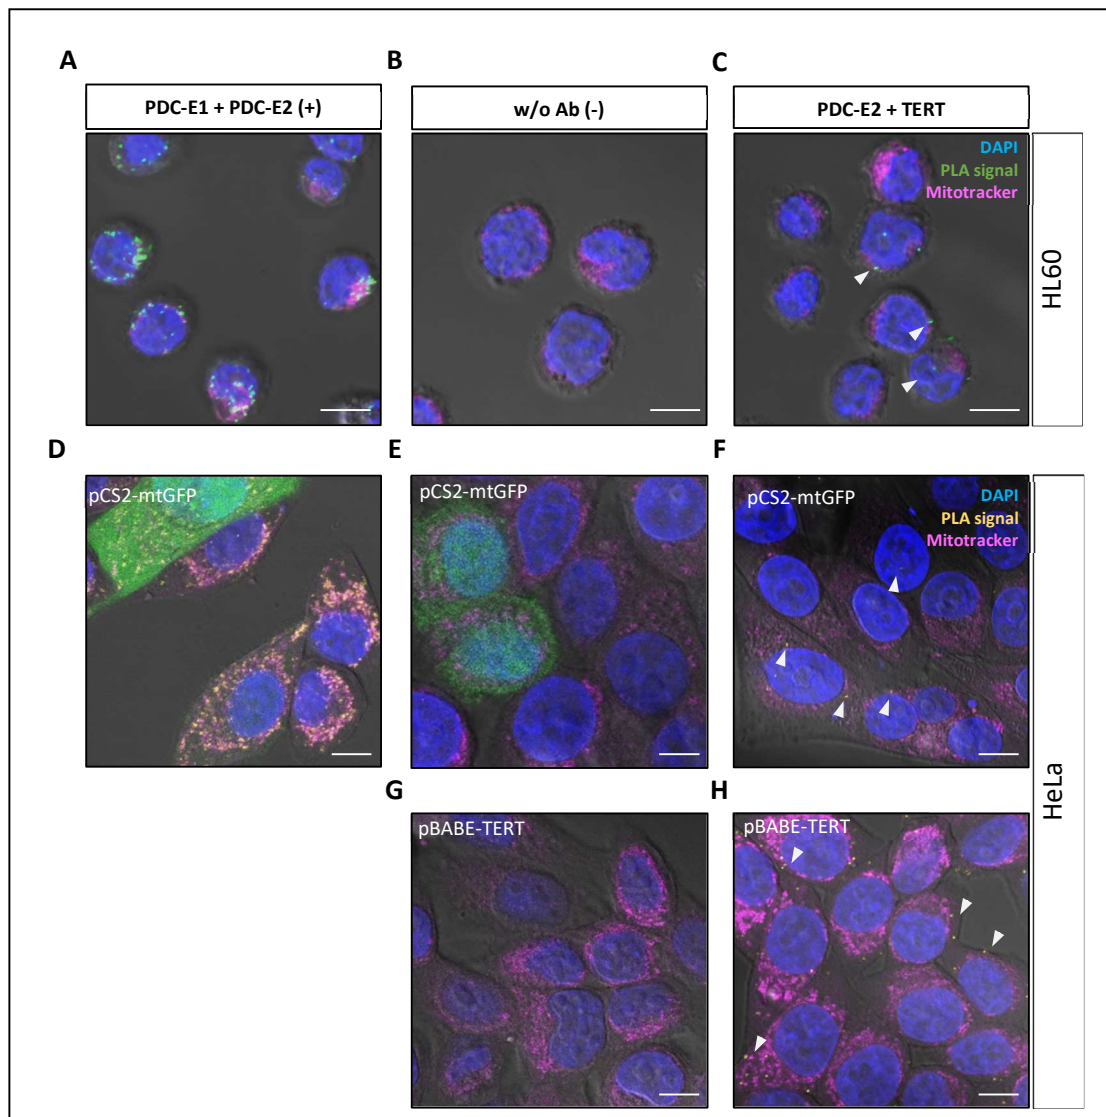 A
B
C
PDC-E1 + PDC-E2 (+)
w/o Ab (-)
PDC-E2 + TERT
DAPI
PLA signal
Mitotracker
HL60
D
E
F
pCS2-mtGFP
pCS2-mtGFP
pCS2-mtGFP
DAPI
PLA signal
Mitotracker
HeLa
G
H
pBABE-TERT
pBABE-TERT